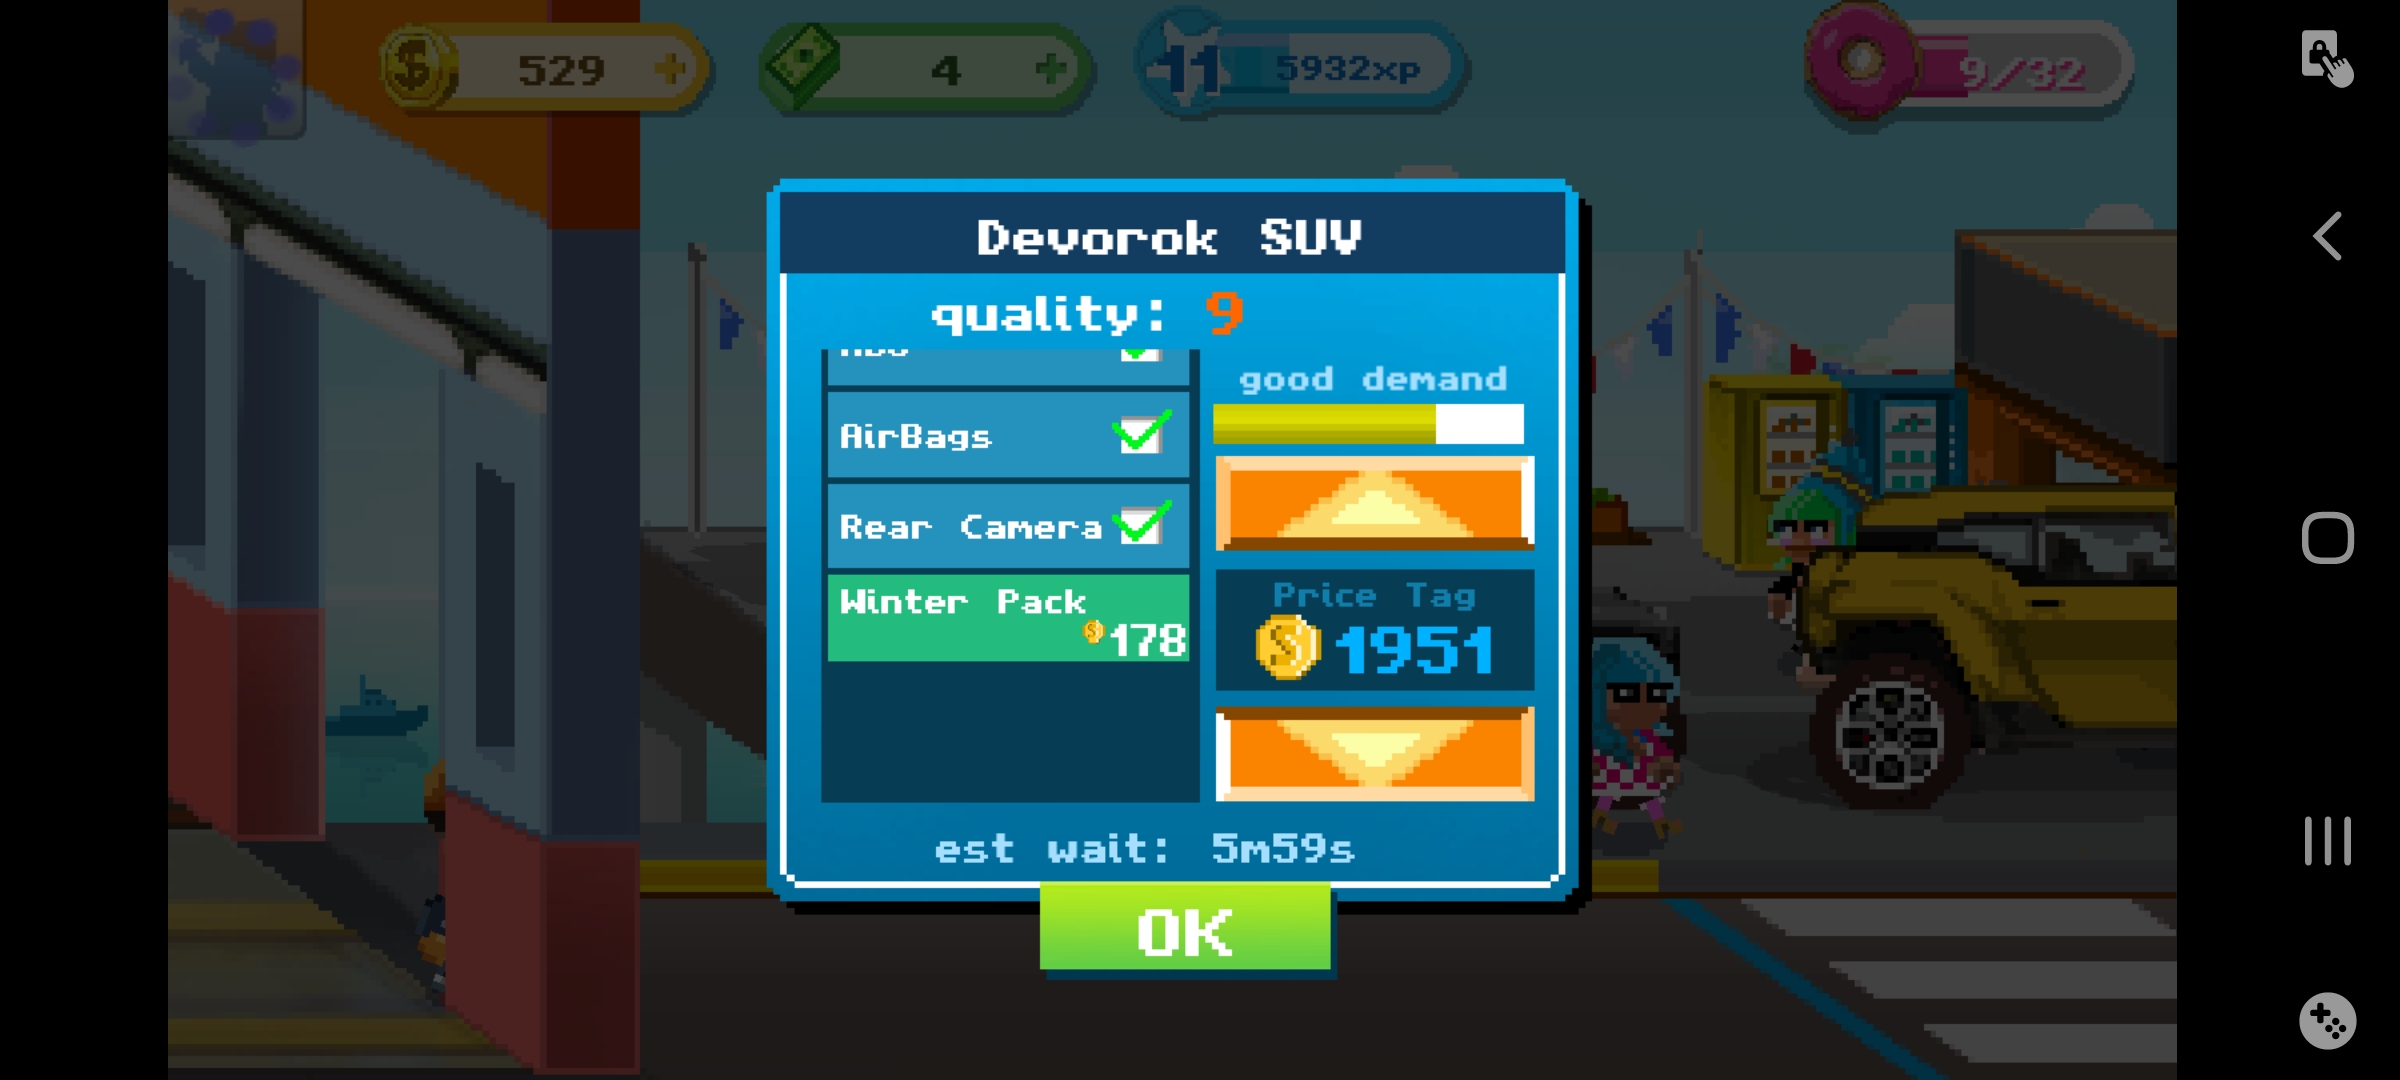 529
4
11
5932xp
9/32
Devorok SUV
quality: 9
AirBags
Rear Camera
Winter Pack
178
good demand
Price Tag
1951
est wait: 5m59s
OK